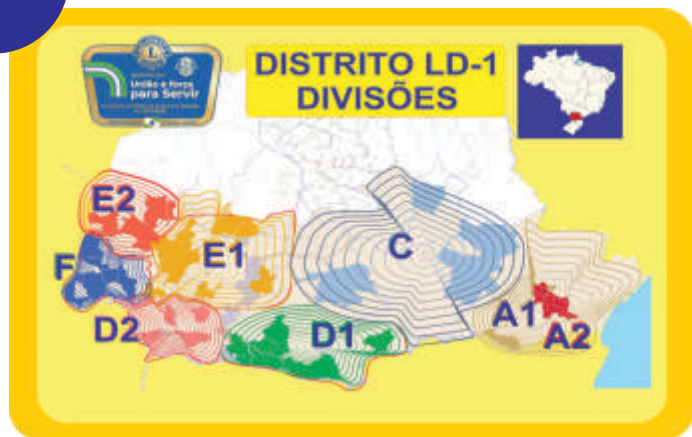 União e força
para Servir
DISTRITO LD-1
DIVISÕES
E2
F
E1
C
D2
D1
A1
A2